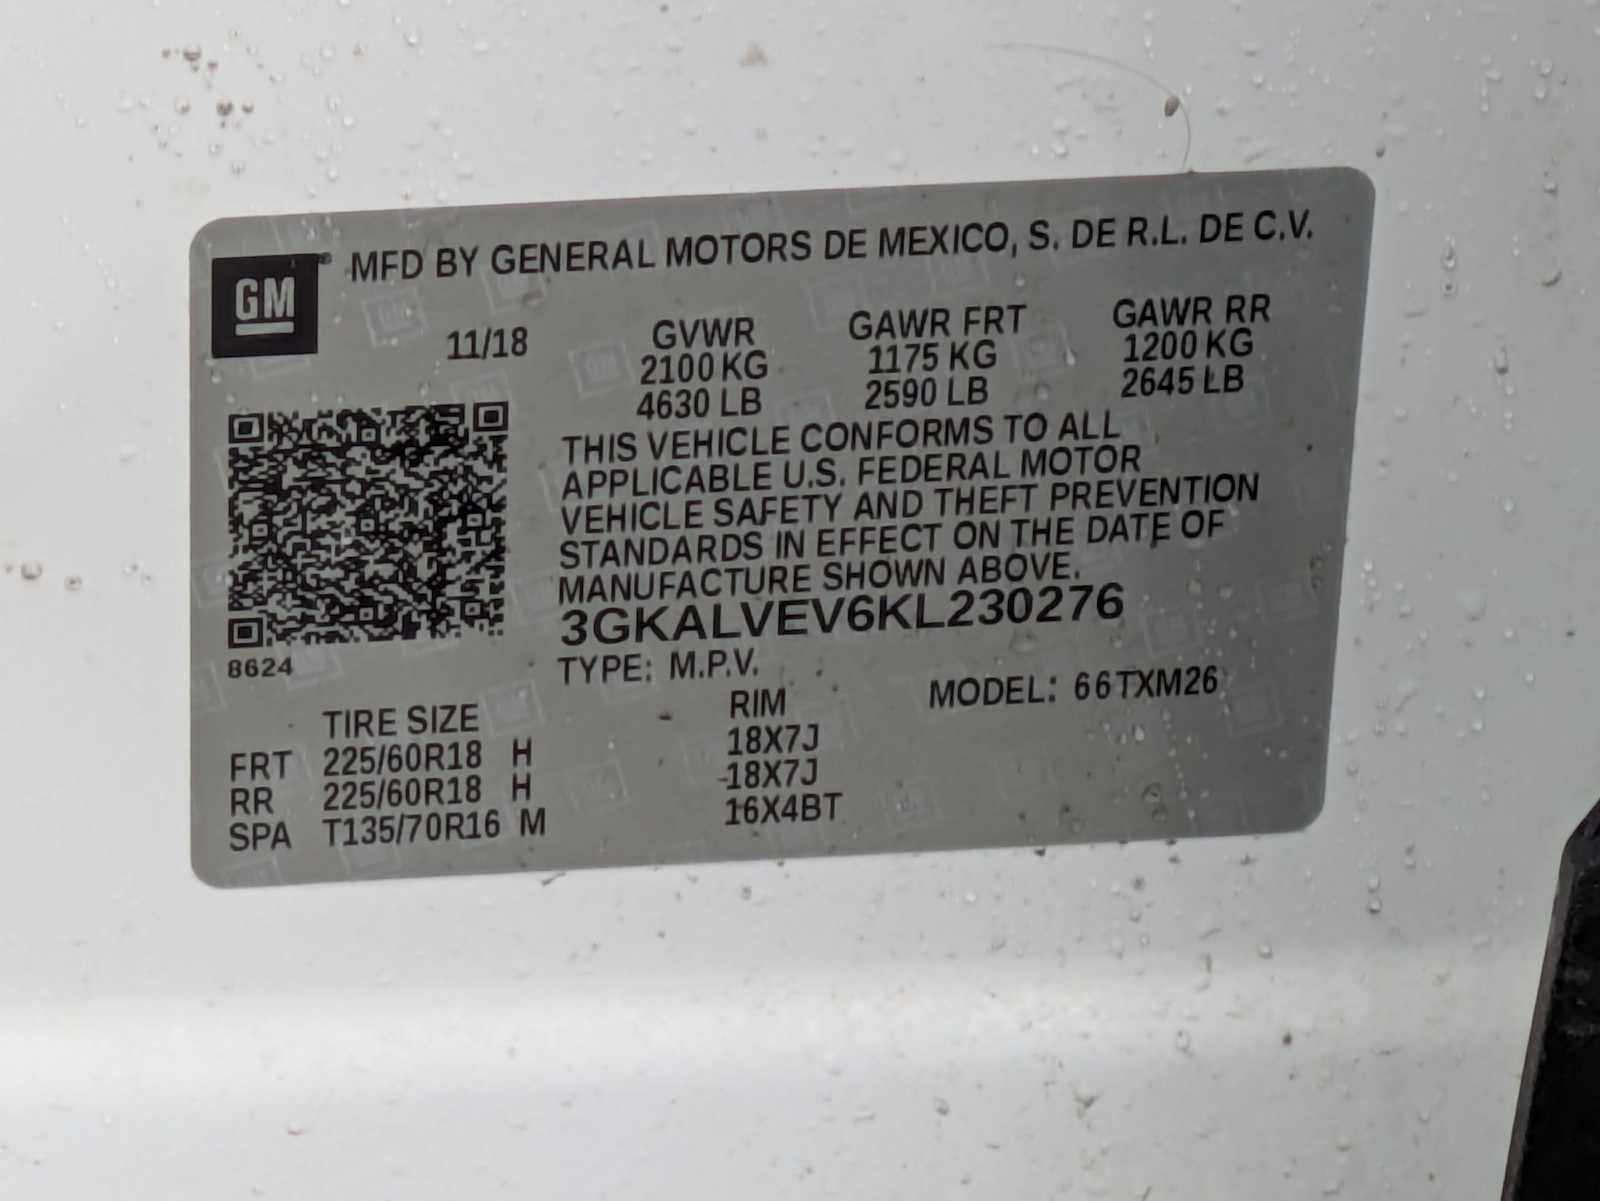 GM
MFD BY GENERAL MOTORS DE MEXICO, S. DE R.L. DE C.V.
11/18 GVWR GAWR FRT GAWR RR
2100 KG 1175 KG 1200 KG
4630 LB 2590 LB 2645 LB
THIS VEHICLE CONFORMS TO ALL
APPLICABLE U.S. FEDERAL MOTOR
VEHICLE SAFETY AND THEFT PREVENTION
STANDARDS IN EFFECT ON THE DATE OF
MANUFACTURE SHOWN ABOVE.
3GKALVEV6KL230276
8624
TYPE: M.P.V. MODEL: 66TXM26
TIRE SIZE RIM
FRT 225/60R18 H 18X7J
RR 225/60R18 H 18X7J
SPA T135/70R16 M 16X4BT